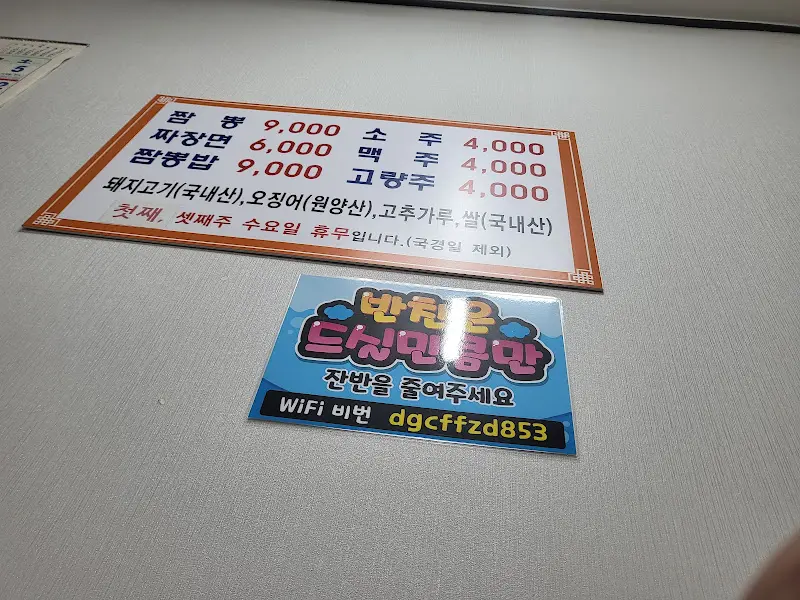 짬 뽕 9,000 소 주 4,000
짜장면 6,000 맥 주 4,000
짬뽕밥 9,000 고량주 4,000
돼지고기(국내산),오징어(원양산),고추가루,쌀(국내산)
첫째, 셋째주 수요일 휴무입니다.(국경일 제외)
반찬은
드실만큼만
잔반을 줄여주세요
WiFi 비번 dgcffzd853
5